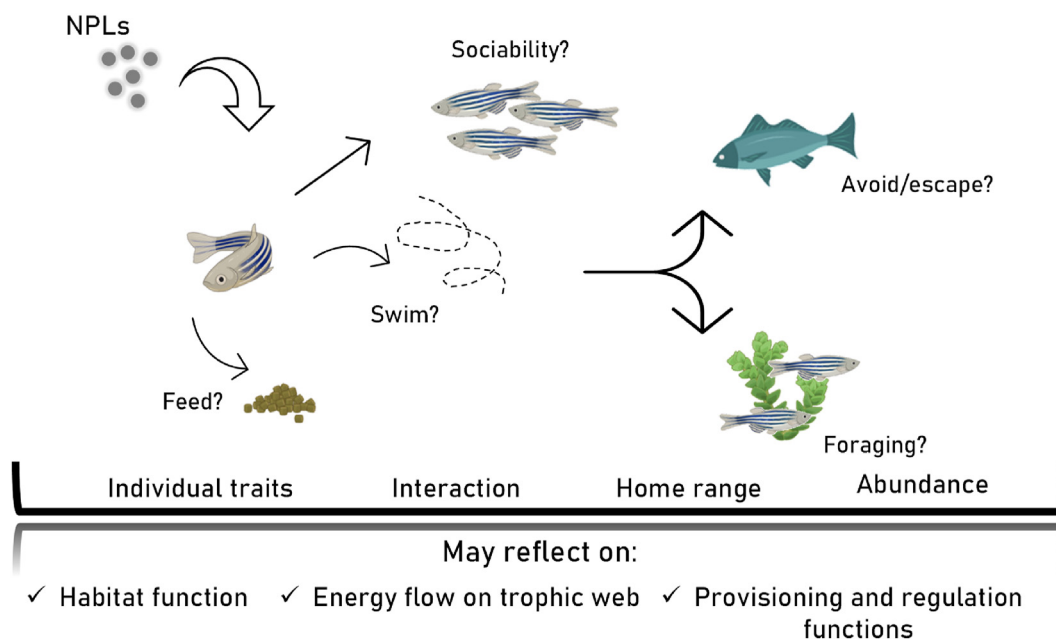 NPLs
Sociability?
Avoid/escape?
Swim?
Feed?
Foraging?
Individual traits
Interaction
Home range
Abundance
May reflect on:
✓ Habitat function
✓ Energy flow on trophic web
✓ Provisioning and regulation
functions